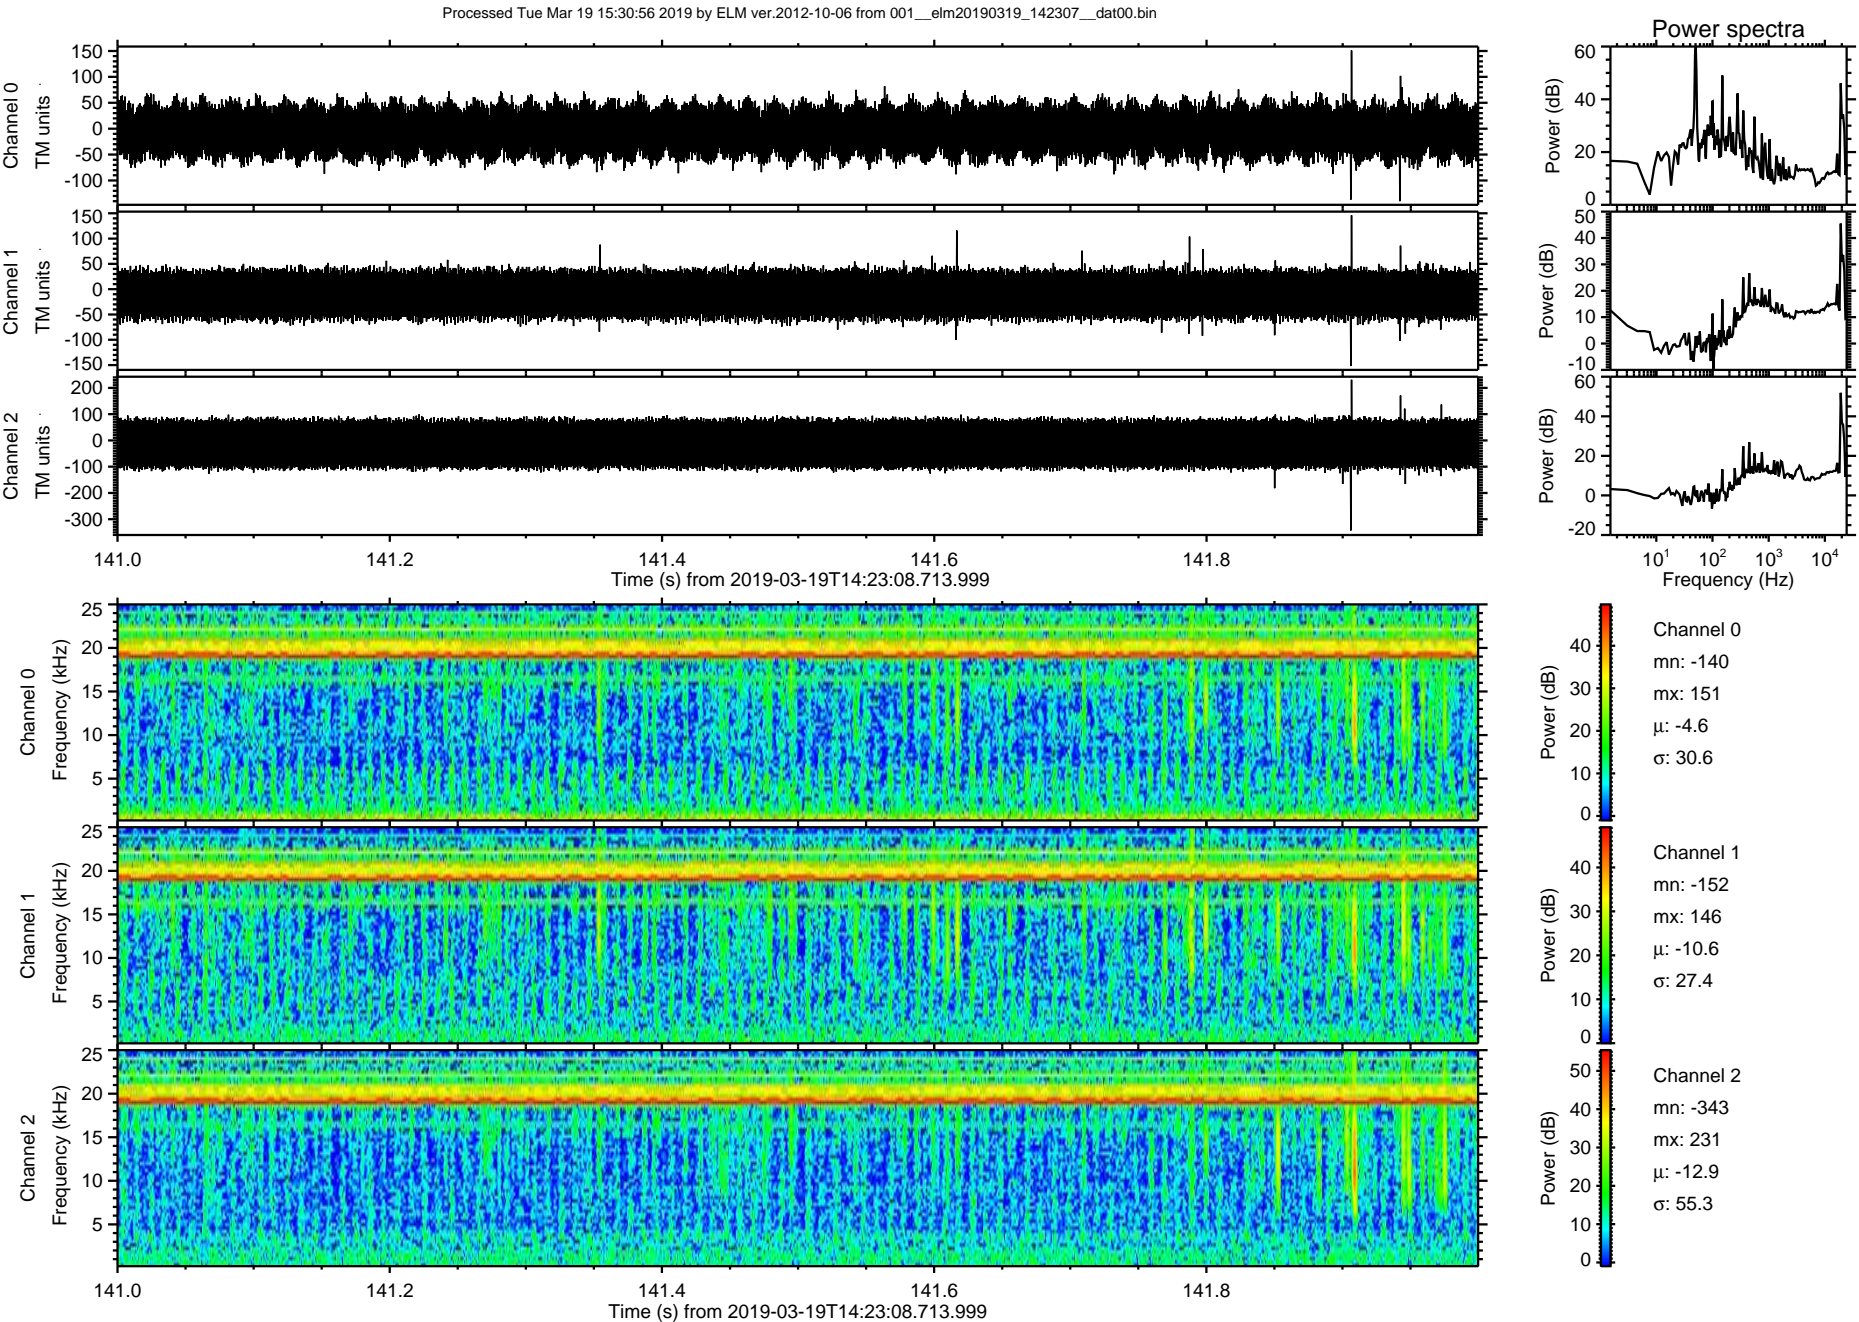 Processed Tue Mar 19 15:30:56 2019 by ELM ver.2012-10-06 from 001__elm20190319_142307__dat00.bin
Power spectra
Channel 0
TM units
150
100
50
0
-50
-100
Power (dB)
60
40
20
0
Channel 1
TM units
150
100
50
0
-50
-100
-150
Power (dB)
50
40
30
20
10
0
-10
Channel 2
TM units
200
100
0
-100
-200
-300
Power (dB)
60
40
20
0
-20
141.0 141.2 141.4 141.6 141.8
Time (s) from 2019-03-19T14:23:08.713.999
10¹ 10² 10³ 10⁴
Frequency (Hz)
Channel 0
Frequency (kHz)
25
20
15
10
5
Power (dB)
40
30
20
10
0
Channel 0
mn: -140
mx: 151
μ: -4.6
σ: 30.6
Channel 1
Frequency (kHz)
25
20
15
10
5
Power (dB)
40
30
20
10
0
Channel 1
mn: -152
mx: 146
μ: -10.6
σ: 27.4
Channel 2
Frequency (kHz)
25
20
15
10
5
Power (dB)
50
40
30
20
10
0
Channel 2
mn: -343
mx: 231
μ: -12.9
σ: 55.3
141.0 141.2 141.4 141.6 141.8
Time (s) from 2019-03-19T14:23:08.713.999